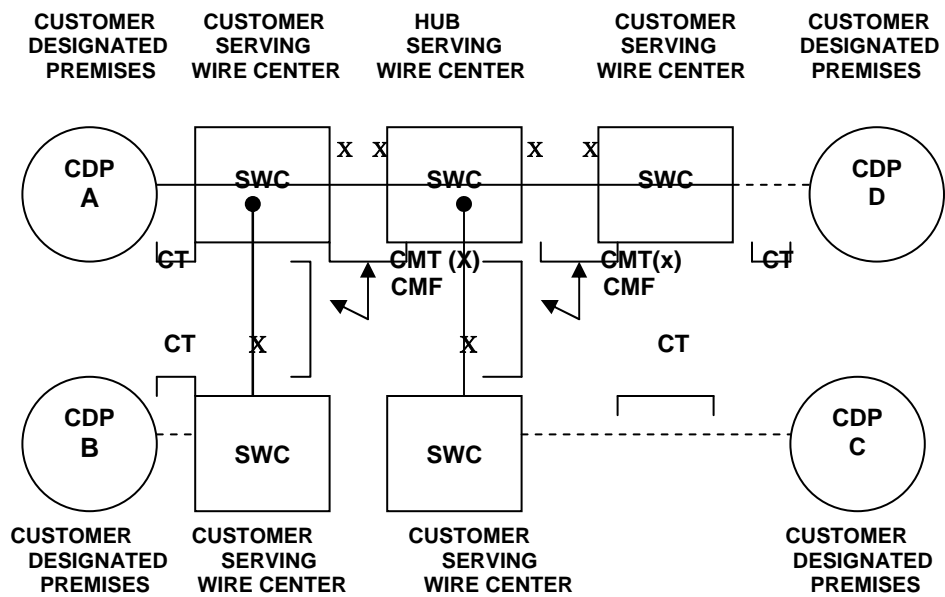 CUSTOMER DESIGNATED PREMISES
CUSTOMER SERVING WIRE CENTER
HUB SERVING WIRE CENTER
CUSTOMER SERVING WIRE CENTER
CUSTOMER DESIGNATED PREMISES
CDP A
SWC
x x
SWC
x x
SWC
CDP D
CT
CMT (X)
CMF
CMT(x)
CMF
CT
CT
x
x
CT
CDP B
SWC
SWC
CDP C
CUSTOMER DESIGNATED PREMISES
CUSTOMER SERVING WIRE CENTER
CUSTOMER SERVING WIRE CENTER
CUSTOMER DESIGNATED PREMISES